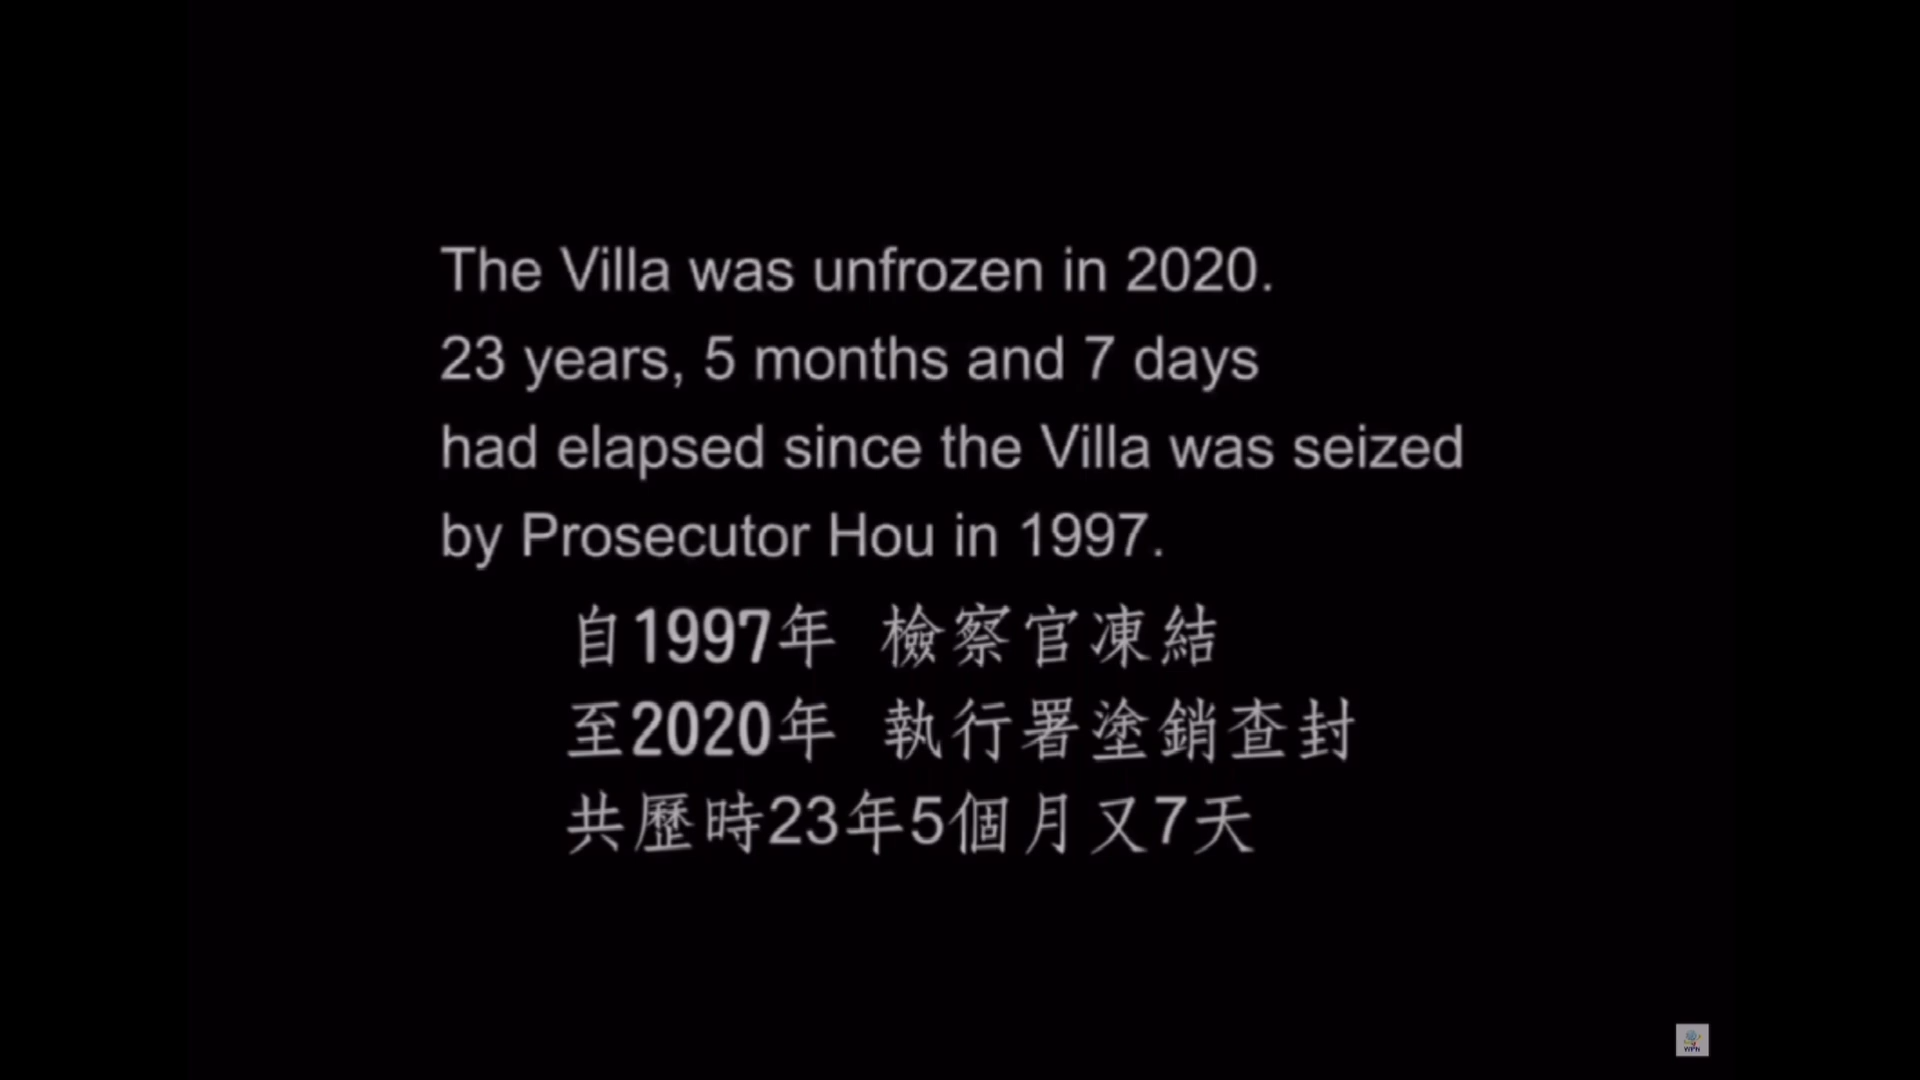 The Villa was unfrozen in 2020.
23 years, 5 months and 7 days
had elapsed since the Villa was seized
by Prosecutor Hou in 1997.
自1997年 檢察官凍結
至2020年 執行署塗銷查封
共歷時23年5個月又7天
WPN